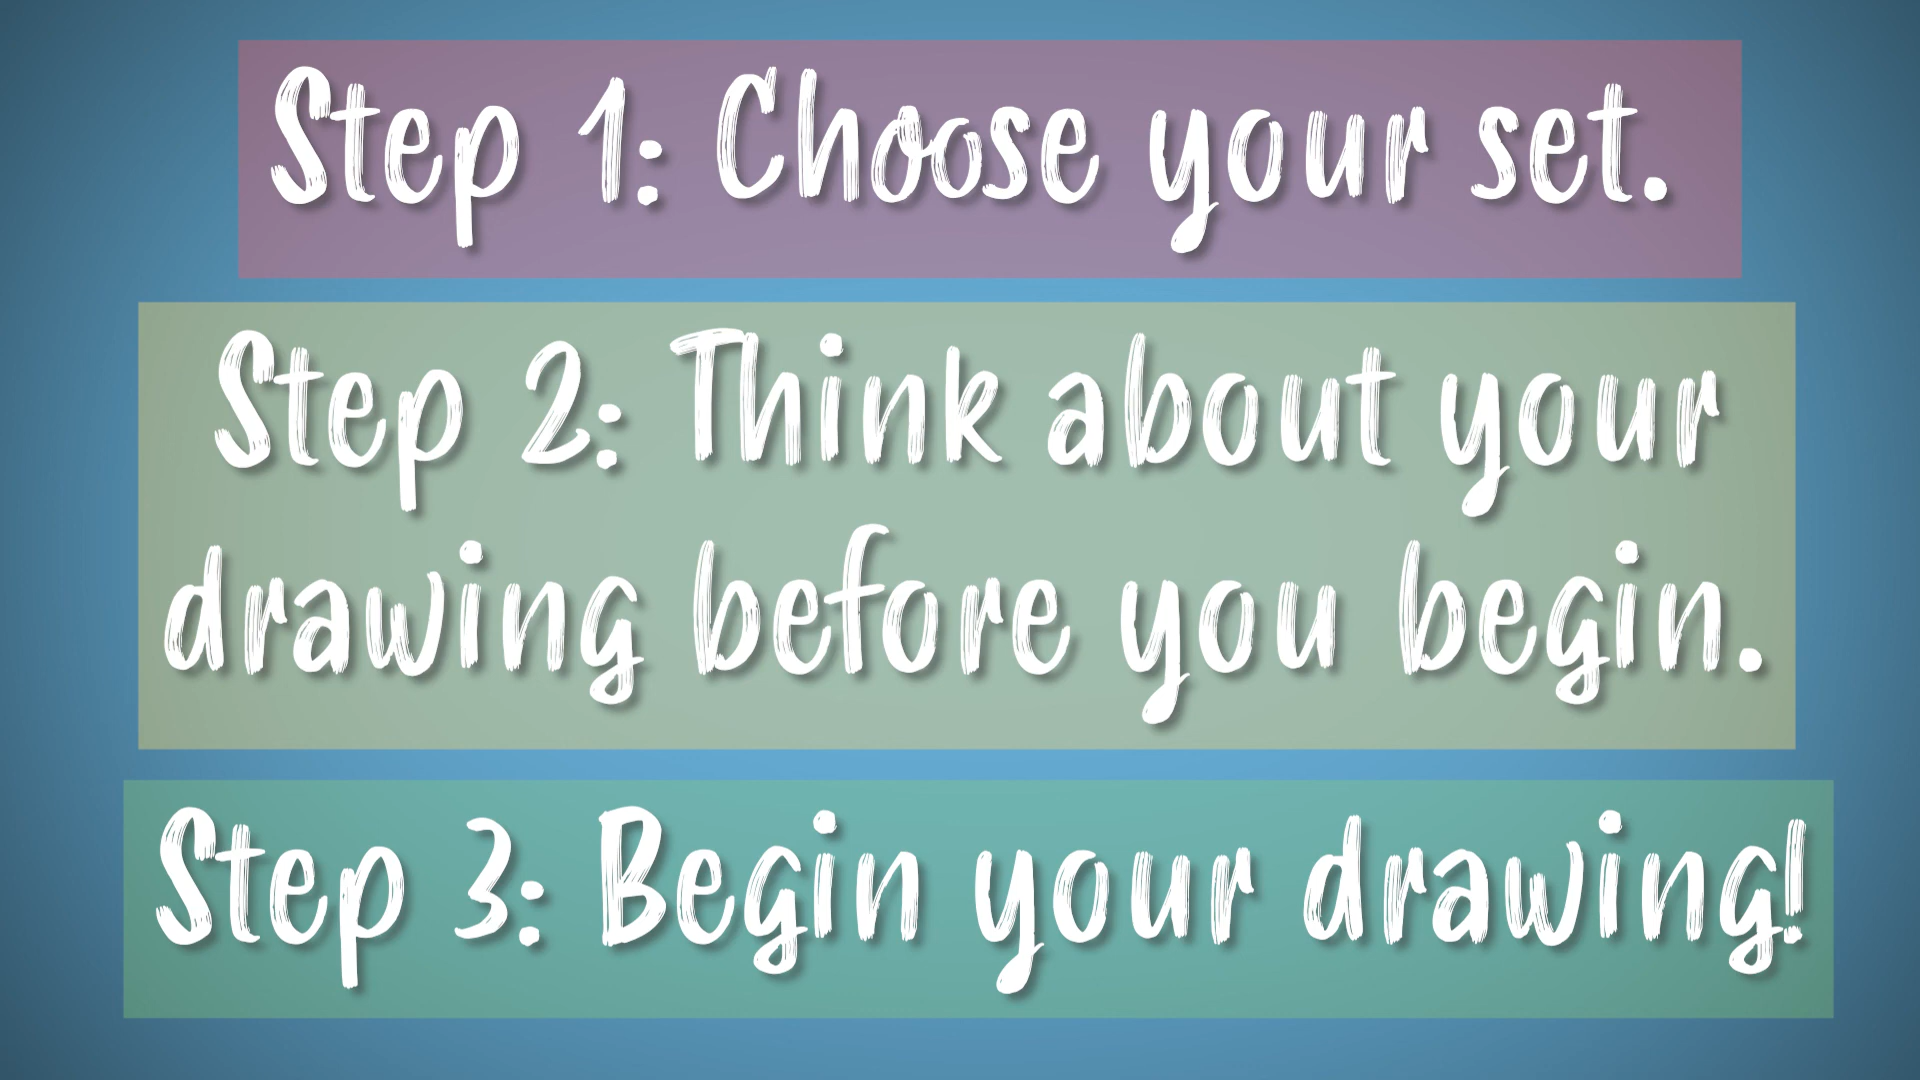 Step 1: Choose your set.
Step 2: Think about your
drawing before you begin.
Step 3: Begin your drawing!